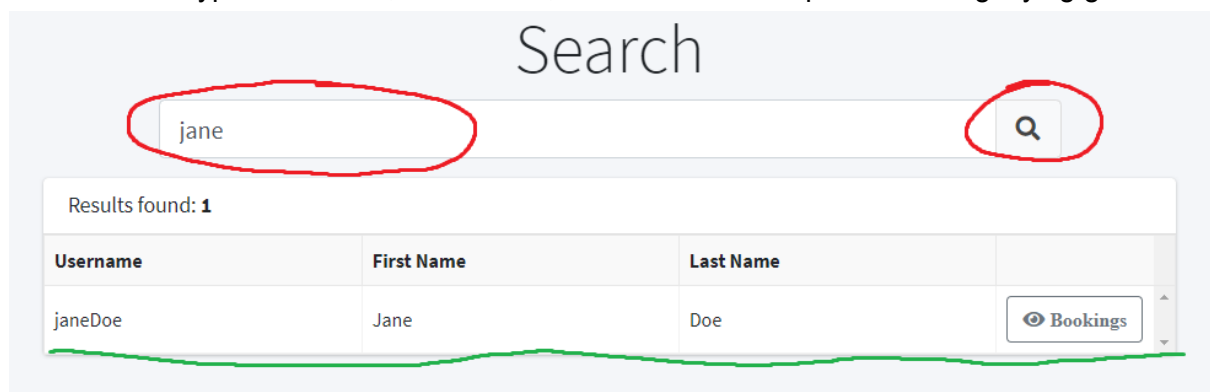 Search
jane
Results found: 1
Username First Name Last Name
janeDoe Jane Doe Bookings